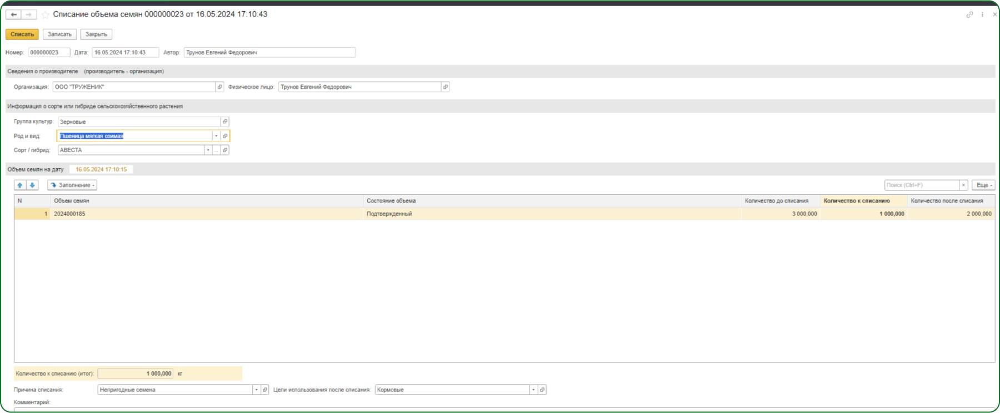 Списание объема семян 000000023 от 16.05.2024 17:10:43
Списать Записать Закрыть
Номер: 000000023 Дата: 16.05.2024 17:10:43 Автор: Трунов Евгений Федорович
Сведения о производителе (производитель - организация)
Организация: ООО "ТРУЖЕНИК" Физическое лицо: Трунов Евгений Федорович
Информация о сорте или гибриде сельскохозяйственного растения
Группа культур: Зерновые
Род и вид: Пшеница мягкая озимая
Сорт / гибрид: АВЕСТА ...
Объем семян на дату 16.05.2024 17:10:15
Заполнение Поиск (Ctrl+F) × Еще
N Объем семян Состояние объема Количество до списания Количество к списанию Количество после списания
1 2024000185 Подтвержденный 3 000,000 1 000,000 2 000,000
Количество к списанию (итог): 1 000,000 кг
Причина списания: Непригодные семена Цели использования после списания: Кормовые
Комментарий: